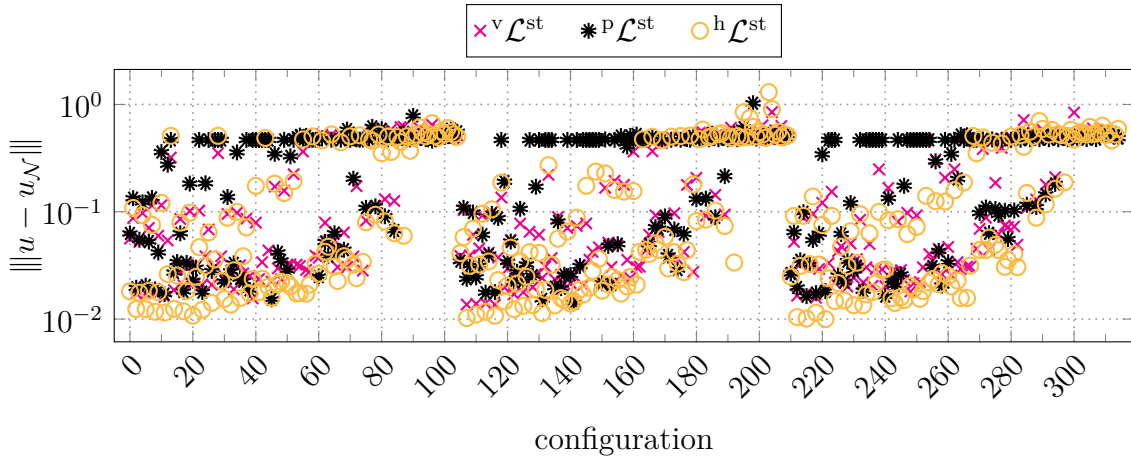 ᵛ𝓛ˢᵗ ᵖ𝓛ˢᵗ ʰ𝓛ˢᵗ
10⁰
10⁻¹
10⁻²
|||u − u_𝒩|||
0 20 40 60 80 100 120 140 160 180 200 220 240 260 280 300
configuration